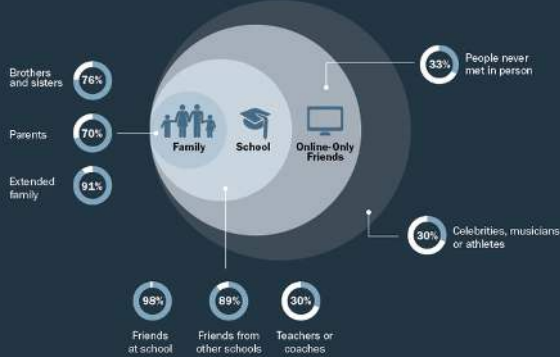 Brothers
and sisters
76%
Parents
70%
Extended
family
91%
Family
School
Online-Only
Friends
33%
People never
met in person
30%
Celebrities, musicians
or athletes
98%
Friends
at school
89%
Friends from
other schools
30%
Teachers or
coaches